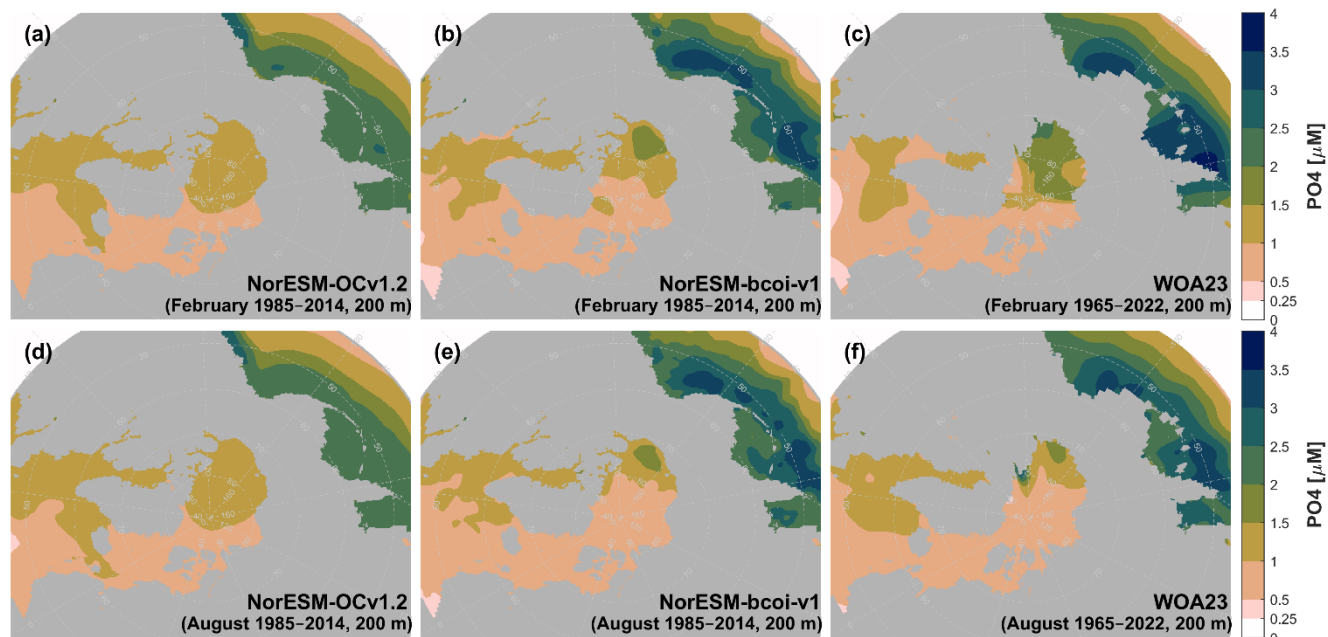 (a)
NorESM-OCv1.2
(February 1985–2014, 200 m)
(b)
NorESM-bcoi-v1
(February 1985–2014, 200 m)
(c)
WOA23
(February 1965–2022, 200 m)
4
3.5
3
2.5
2
1.5
1
0.5
0.25
0
PO4 [µM]
(d)
NorESM-OCv1.2
(August 1985–2014, 200 m)
(e)
NorESM-bcoi-v1
(August 1985–2014, 200 m)
(f)
WOA23
(August 1965–2022, 200 m)
4
3.5
3
2.5
2
1.5
1
0.5
0.25
0
PO4 [µM]